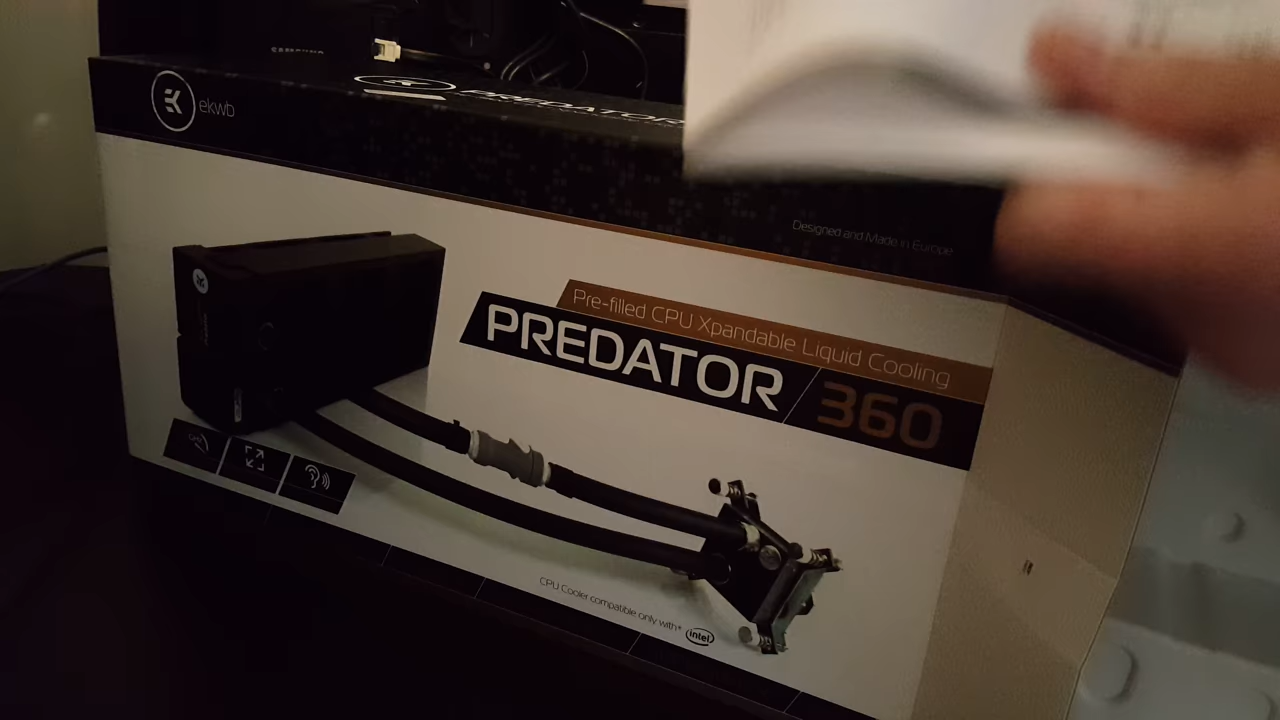 SAMSUNG
ekwb
PREDATOR
Designed and Made in Europe*
Pre-filled CPU Xpandable Liquid Cooling
PREDATOR 360
CPU Cooler compatible only with* intel